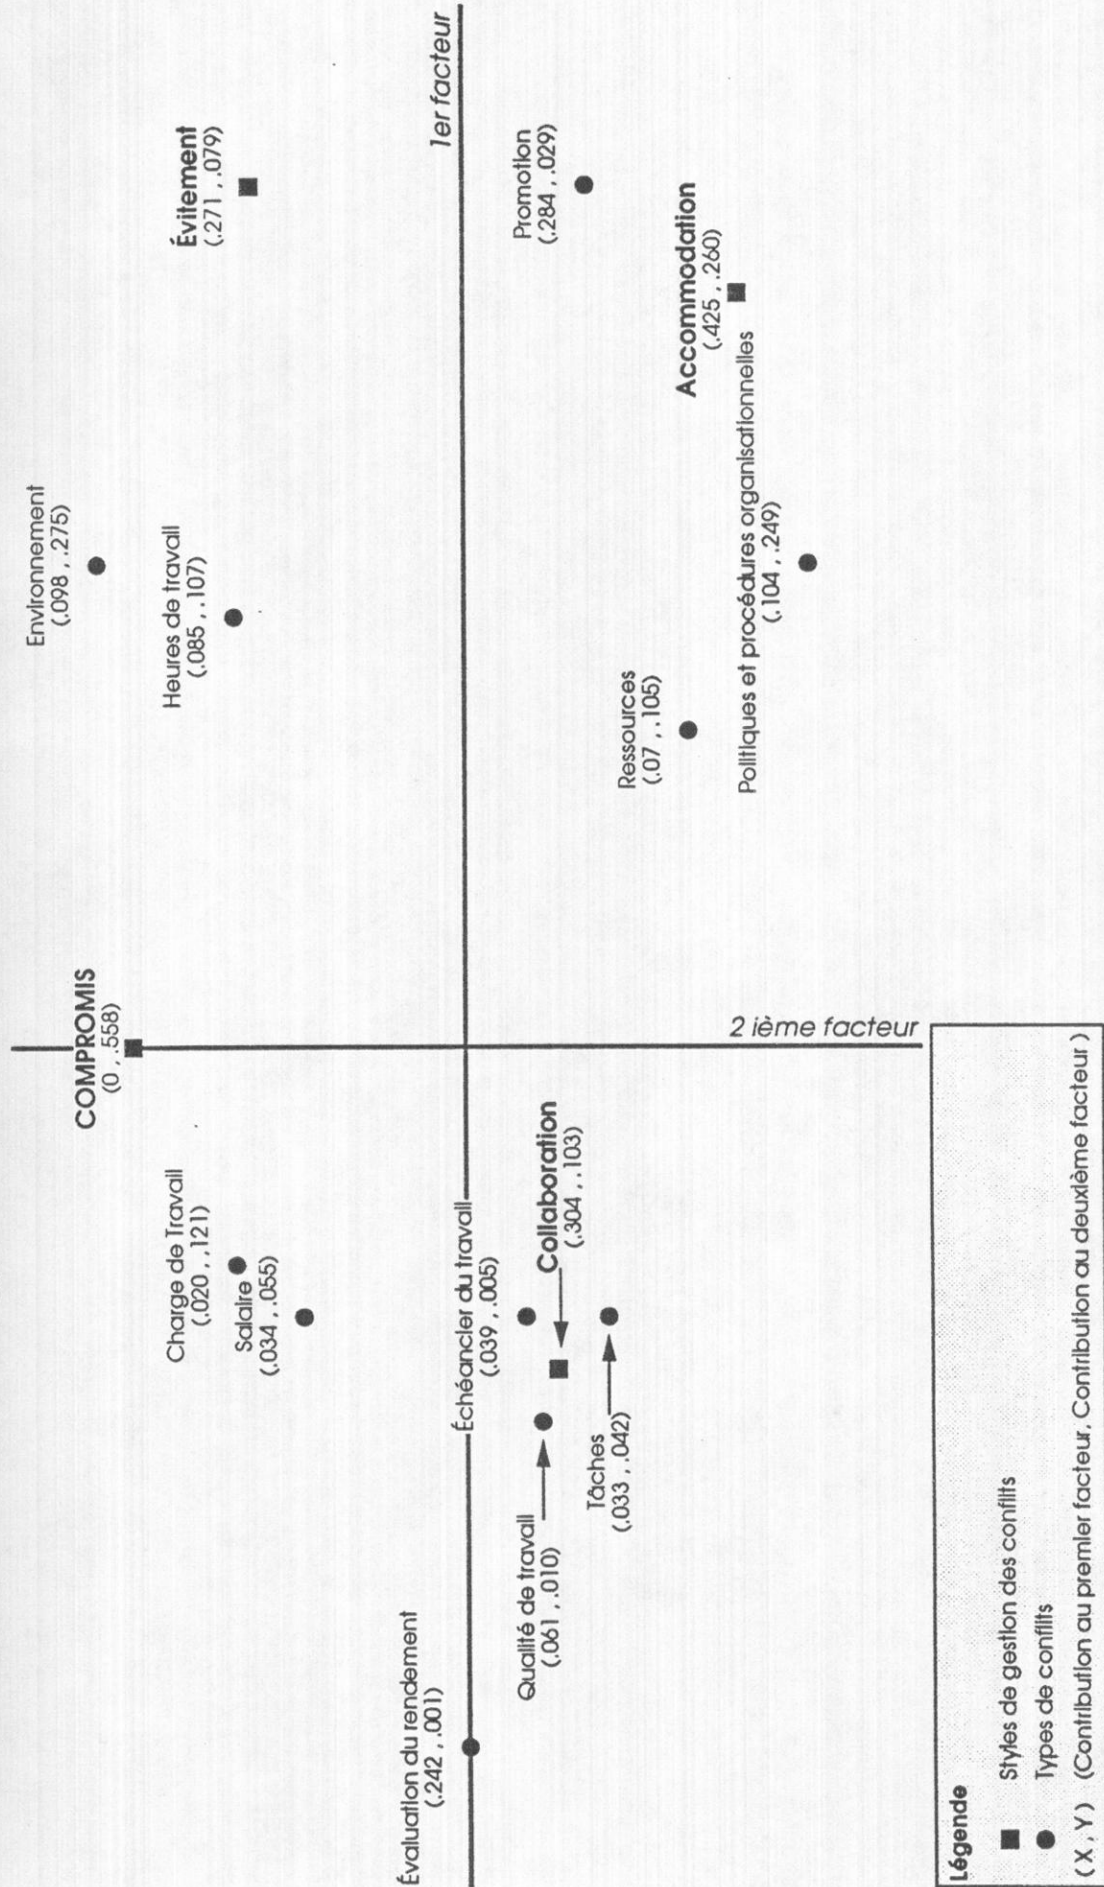 Environnement
(.098 , .275)
COMPROMIS
(0 , .558)
Évitement
(.271 , .079)
Heures de travail
(.085 , .107)
Charge de Travail
(.020 , .121)
Salaire
(.034 , .055)
1er facteur
Évaluation du rendement
(.242 , .001)
Échéancier du travail
(.039 , .005)
Promotion
(.284 , .029)
Qualité de travail
(.061 , .010)
Collaboration
(.304 , .103)
Tâches
(.033 , .042)
Ressources
(.07 , .105)
Accommodation
(.425 , .260)
Politiques et procédures organisationnelles
(.104 , .249)
2 ième facteur
Légende
Styles de gestion des conflits
Types de conflits
( X , Y ) (Contribution au premier facteur, Contribution au deuxième facteur )